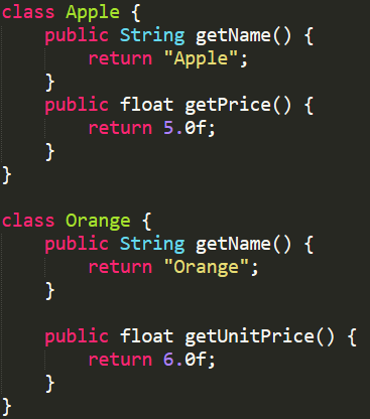 class Apple {
    public String getName() {
        return "Apple";
    }
    public float getPrice() {
        return 5.0f;
    }
}

class Orange {
    public String getName() {
        return "Orange";
    }

    public float getUnitPrice() {
        return 6.0f;
    }
}